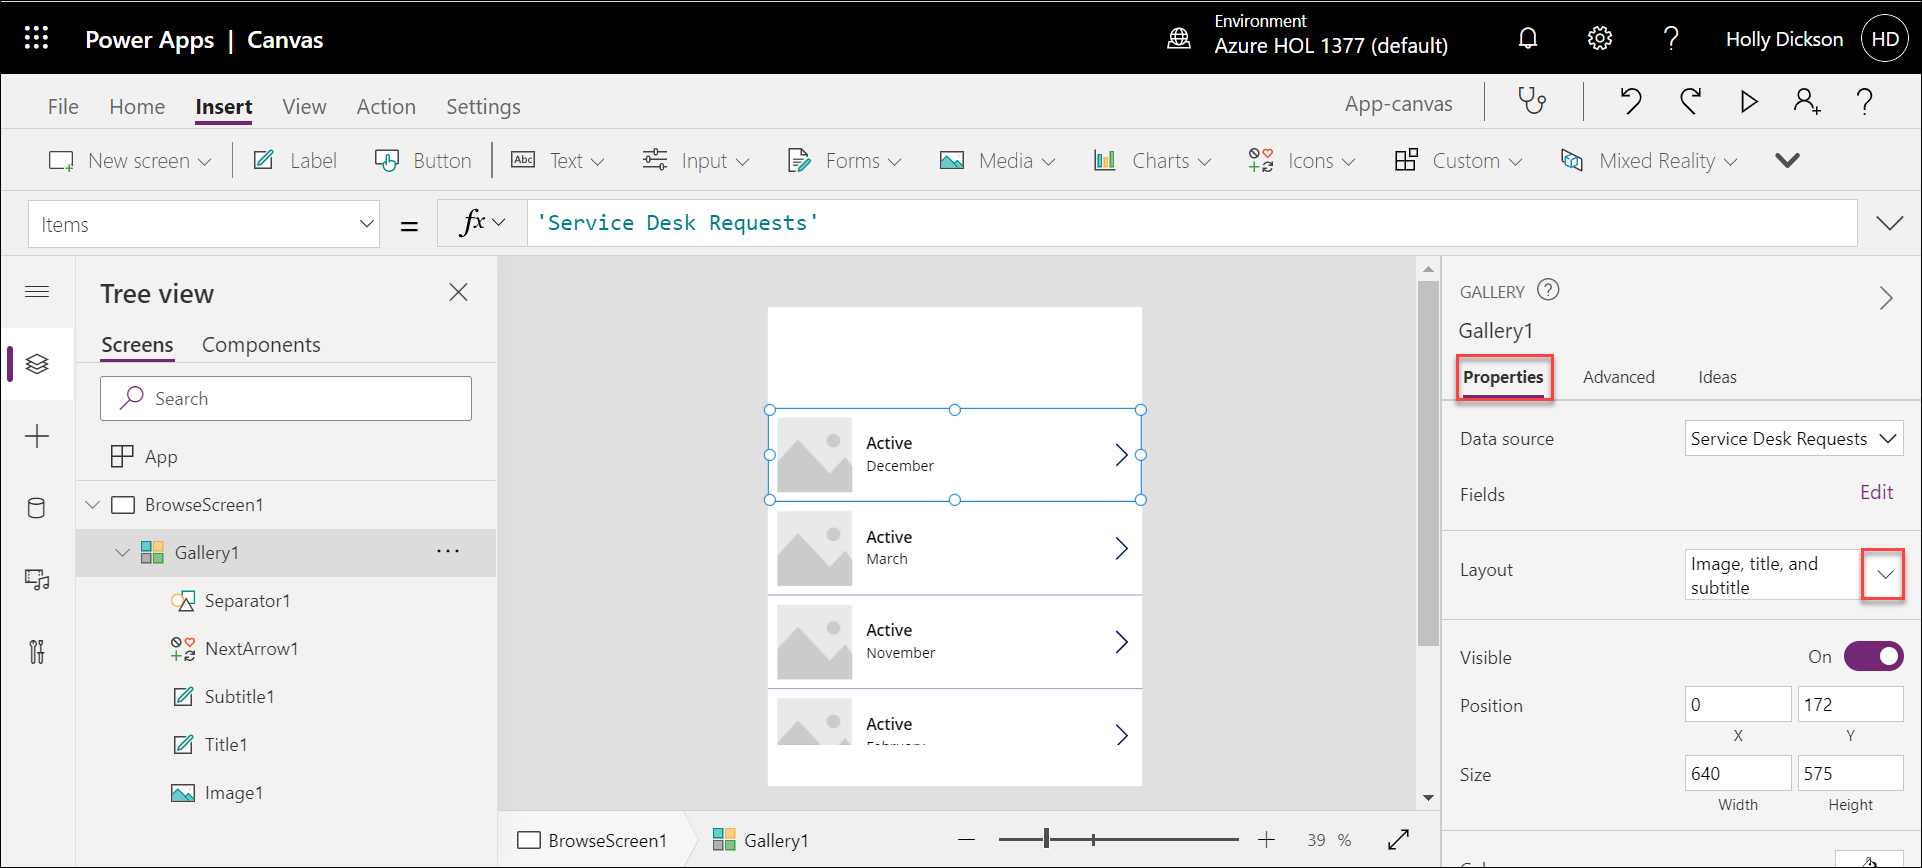 Power Apps | Canvas
Environment
Azure HOL 1377 (default)
Holly Dickson
HD
File Home Insert View Action Settings
App-canvas
New screen Label Button Abc Text Input Forms Media Charts Icons Custom Mixed Reality
Items = fx 'Service Desk Requests'
Tree view
Screens Components
Search
App
BrowseScreen1
Gallery1 ...
Separator1
NextArrow1
Subtitle1
Title1
Image1
Active
December
Active
March
Active
November
Active
February
BrowseScreen1 Gallery1
39 %
GALLERY
Gallery1
Properties Advanced Ideas
Data source Service Desk Requests
Fields Edit
Layout Image, title, and
subtitle
Visible On
Position 0 172
X Y
Size 640 575
Width Height